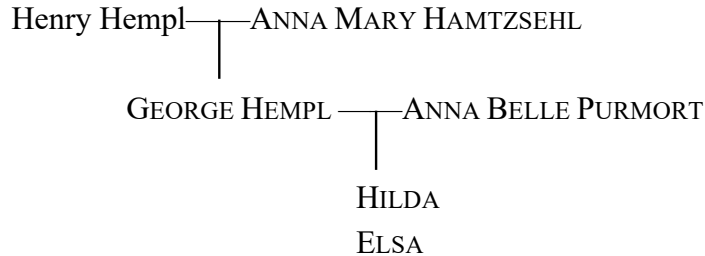 Henry Hempl ANNA MARY HAMTZSEHL
GEORGE HEMPL ANNA BELLE PURMORT
HILDA
ELSA